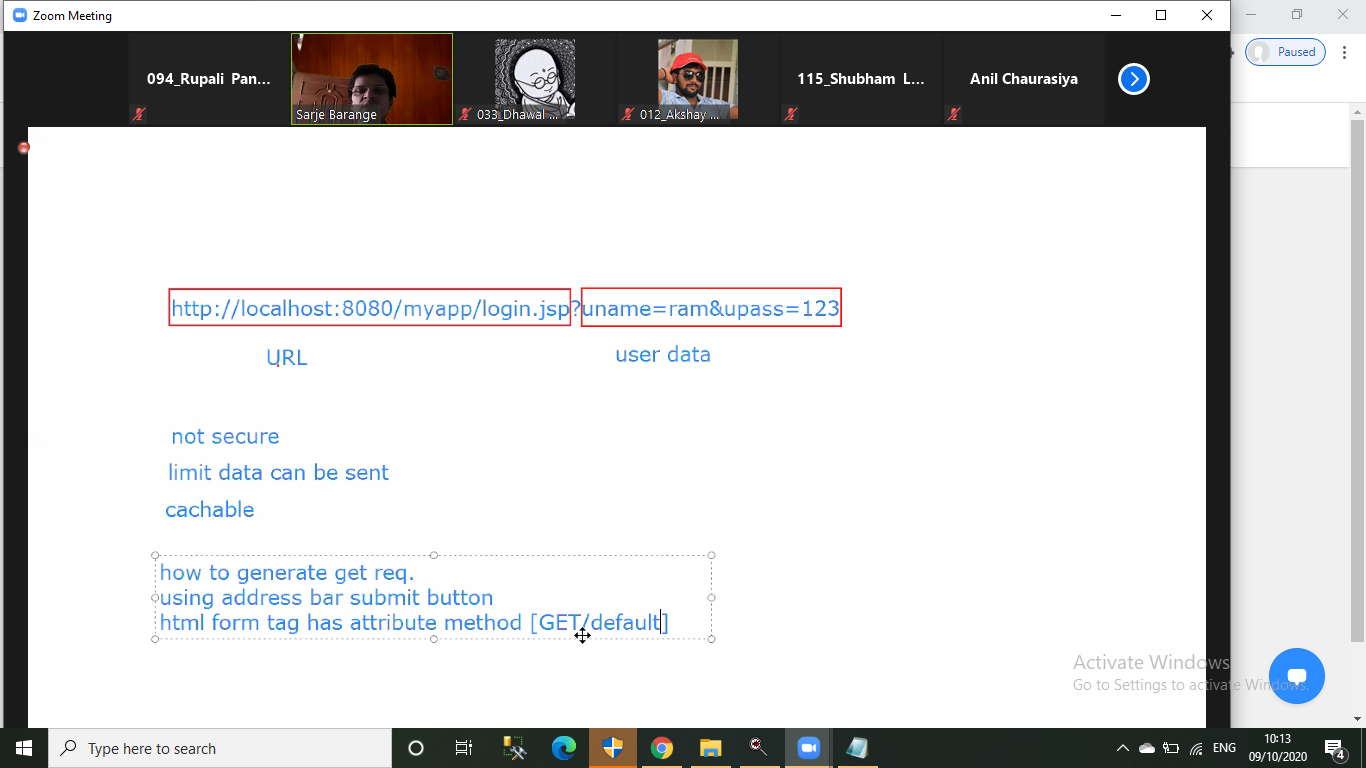 Zoom Meeting
Paused
094_Rupali Pan...
Sarje Barange
033_Dhawal ...
012_Akshay ...
115_Shubham L...
Anil Chaurasiya
http://localhost:8080/myapp/login.jsp?uname=ram&upass=123
URL
user data
not secure
limit data can be sent
cachable
how to generate get req.
using address bar submit button
html form tag has attribute method [GET/default]
Activate Windows
Go to Settings to activate Windows.
Type here to search
ENG
10:13
09/10/2020
4